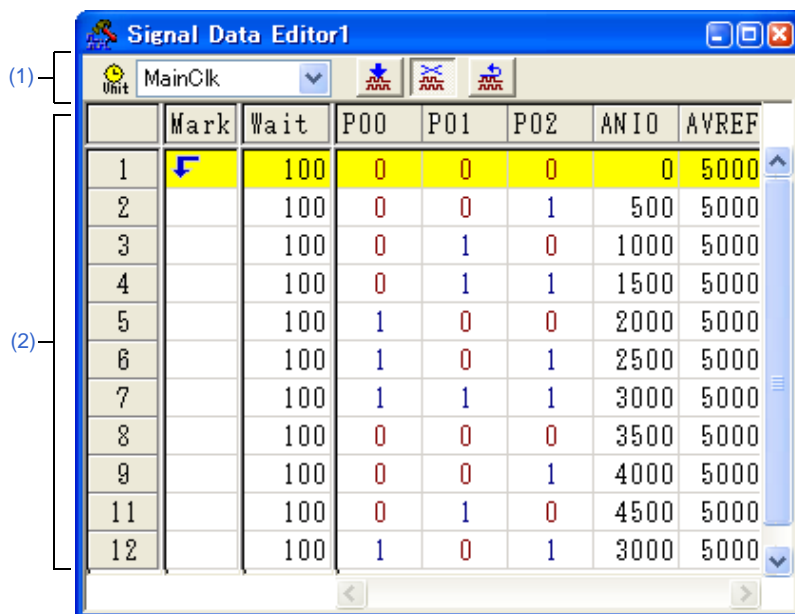 Signal Data Editor1
(1)
Unit MainClk
Mark Wait P00 P01 P02 ANI0 AVREF
1 100 0 0 0 0 5000
2 100 0 0 1 500 5000
3 100 0 1 0 1000 5000
4 100 0 1 1 1500 5000
(2)
5 100 1 0 0 2000 5000
6 100 1 0 1 2500 5000
7 100 1 1 1 3000 5000
8 100 0 0 0 3500 5000
9 100 0 0 1 4000 5000
11 100 0 1 0 4500 5000
12 100 1 0 1 3000 5000